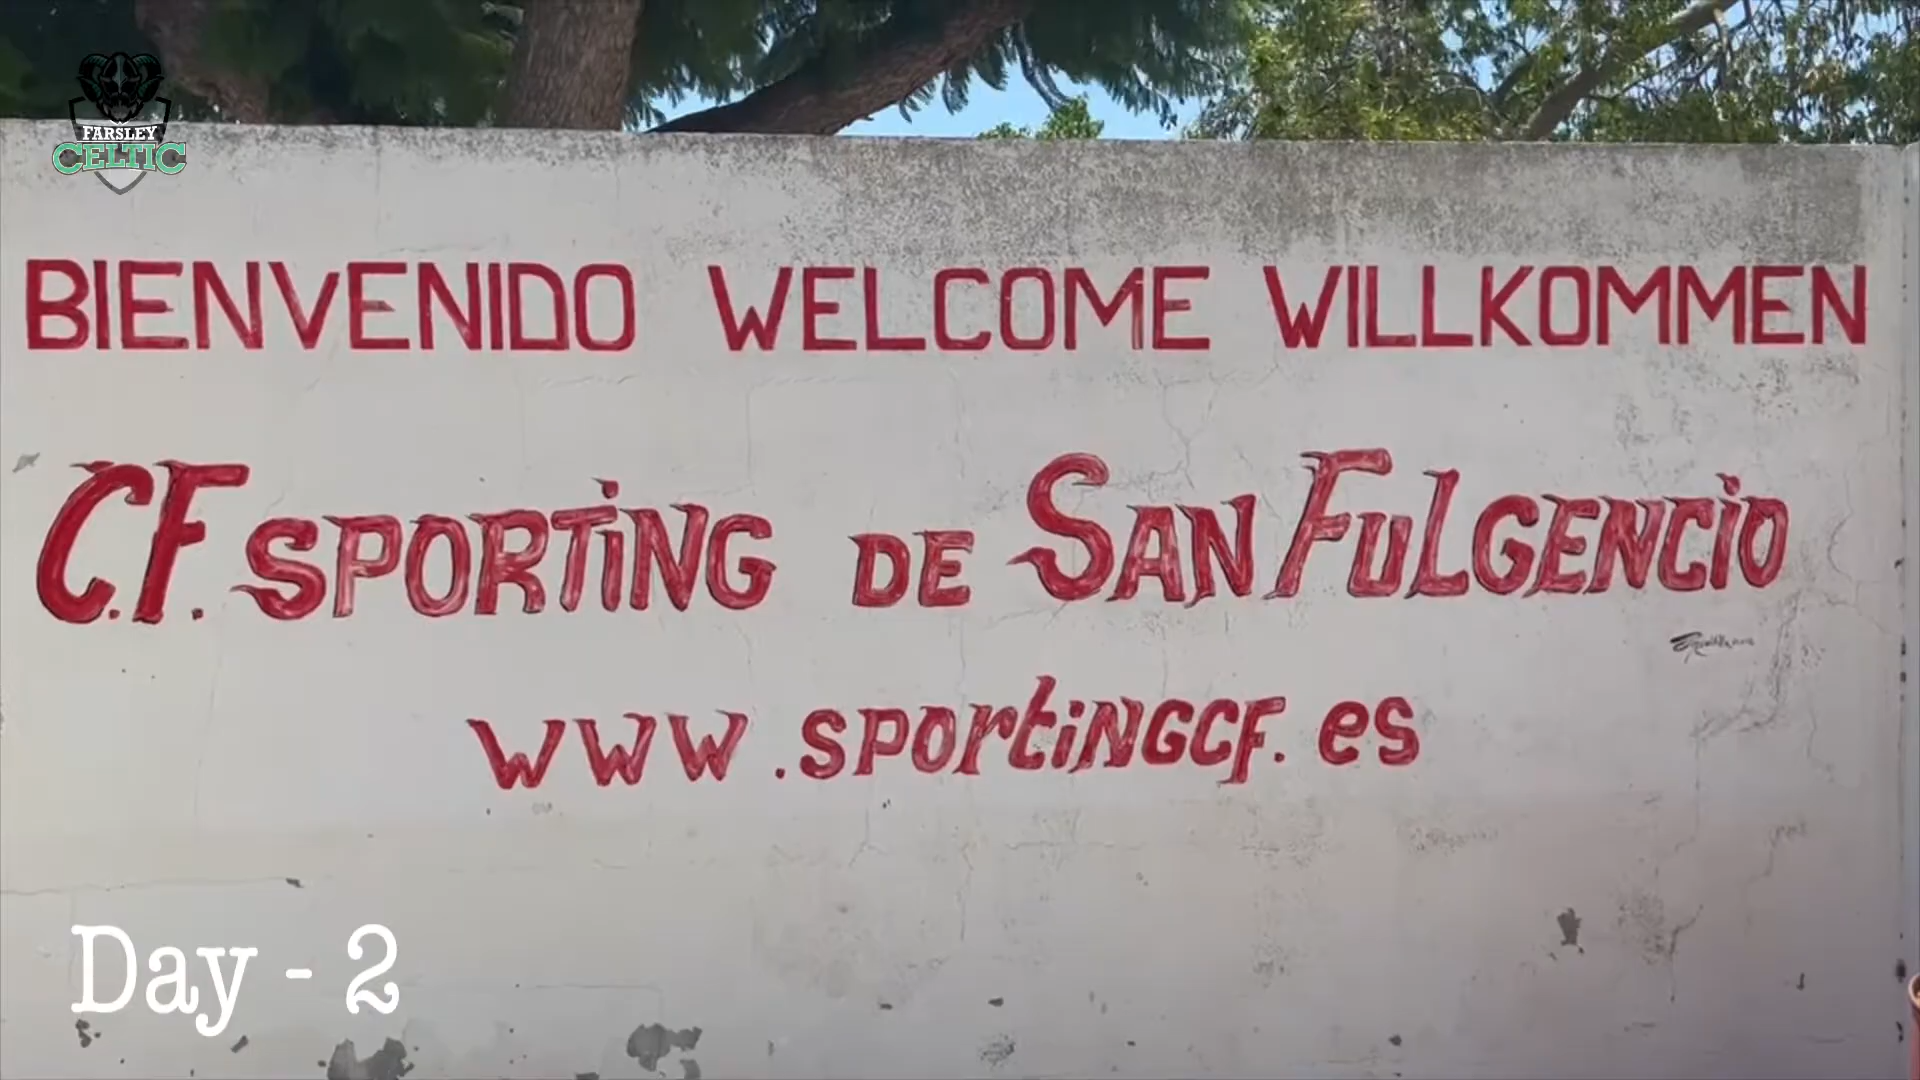 FARSLEY
CELTIC
BIENVENIDO WELCOME WILLKOMMEN
C.F. SPORTING DE SAN FULGENCIO
www.sportingcf.es
Day - 2